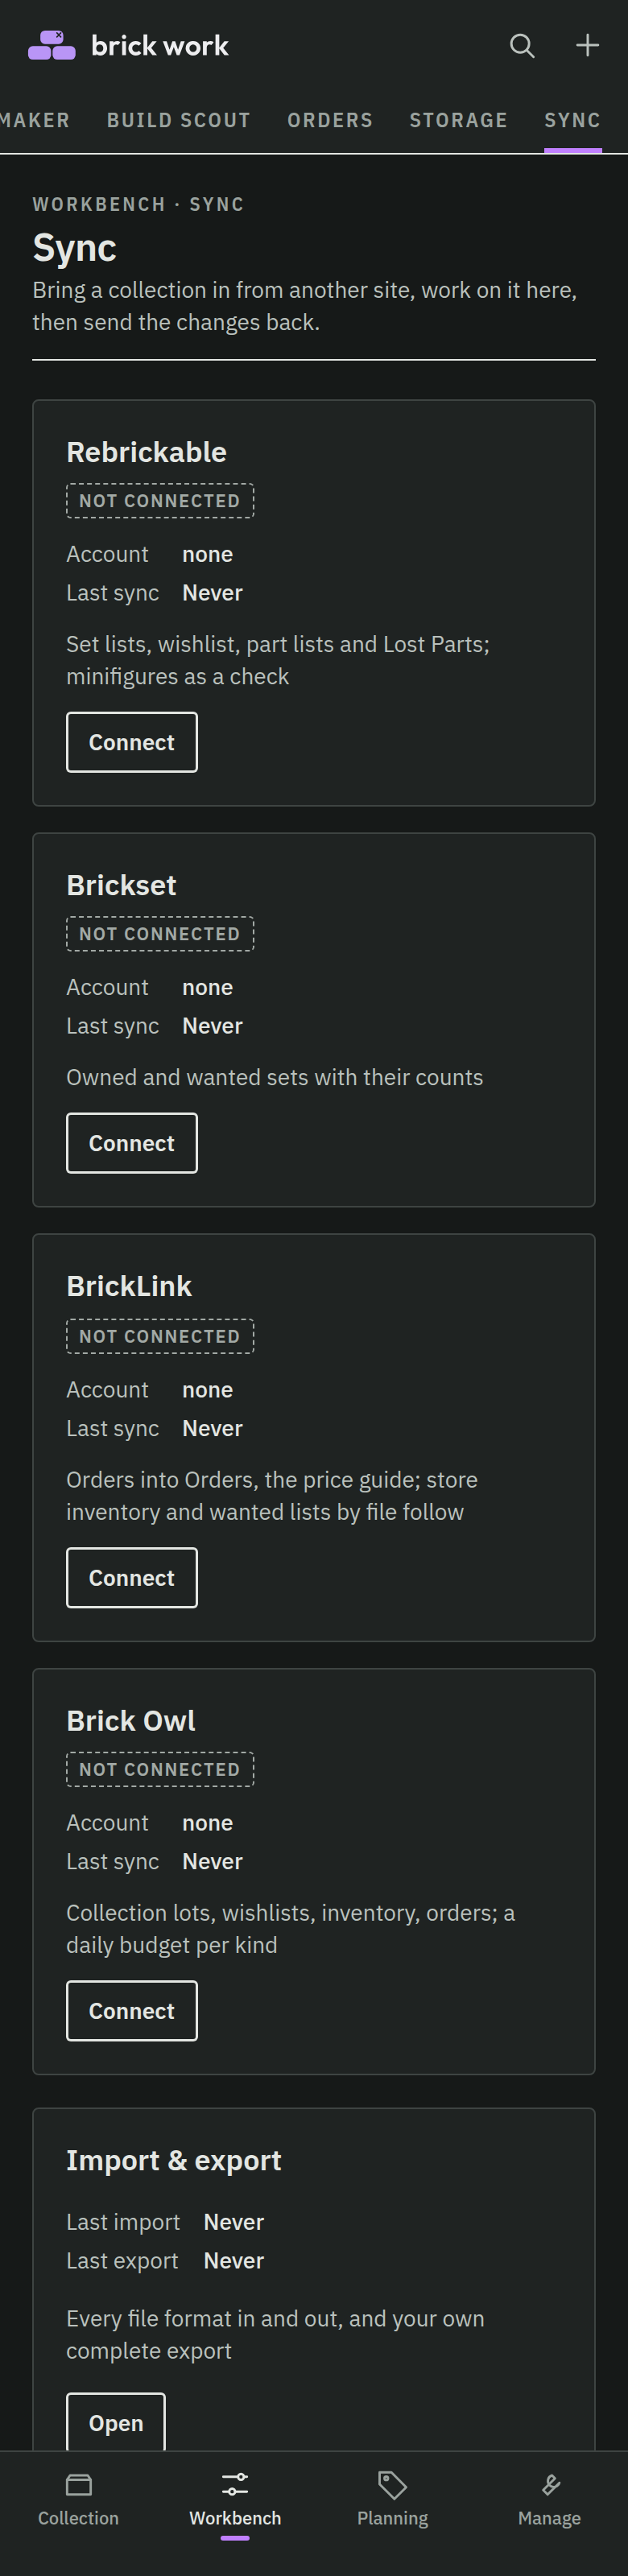 brick work
MAKER BUILD SCOUT ORDERS STORAGE SYNC
WORKBENCH · SYNC
Sync
Bring a collection in from another site, work on it here,
then send the changes back.
Rebrickable
NOT CONNECTED
Account none
Last sync Never
Set lists, wishlist, part lists and Lost Parts;
minifigures as a check
Connect
Brickset
NOT CONNECTED
Account none
Last sync Never
Owned and wanted sets with their counts
Connect
BrickLink
NOT CONNECTED
Account none
Last sync Never
Orders into Orders, the price guide; store
inventory and wanted lists by file follow
Connect
Brick Owl
NOT CONNECTED
Account none
Last sync Never
Collection lots, wishlists, inventory, orders; a
daily budget per kind
Connect
Import & export
Last import Never
Last export Never
Every file format in and out, and your own
complete export
Open
Collection Workbench Planning Manage